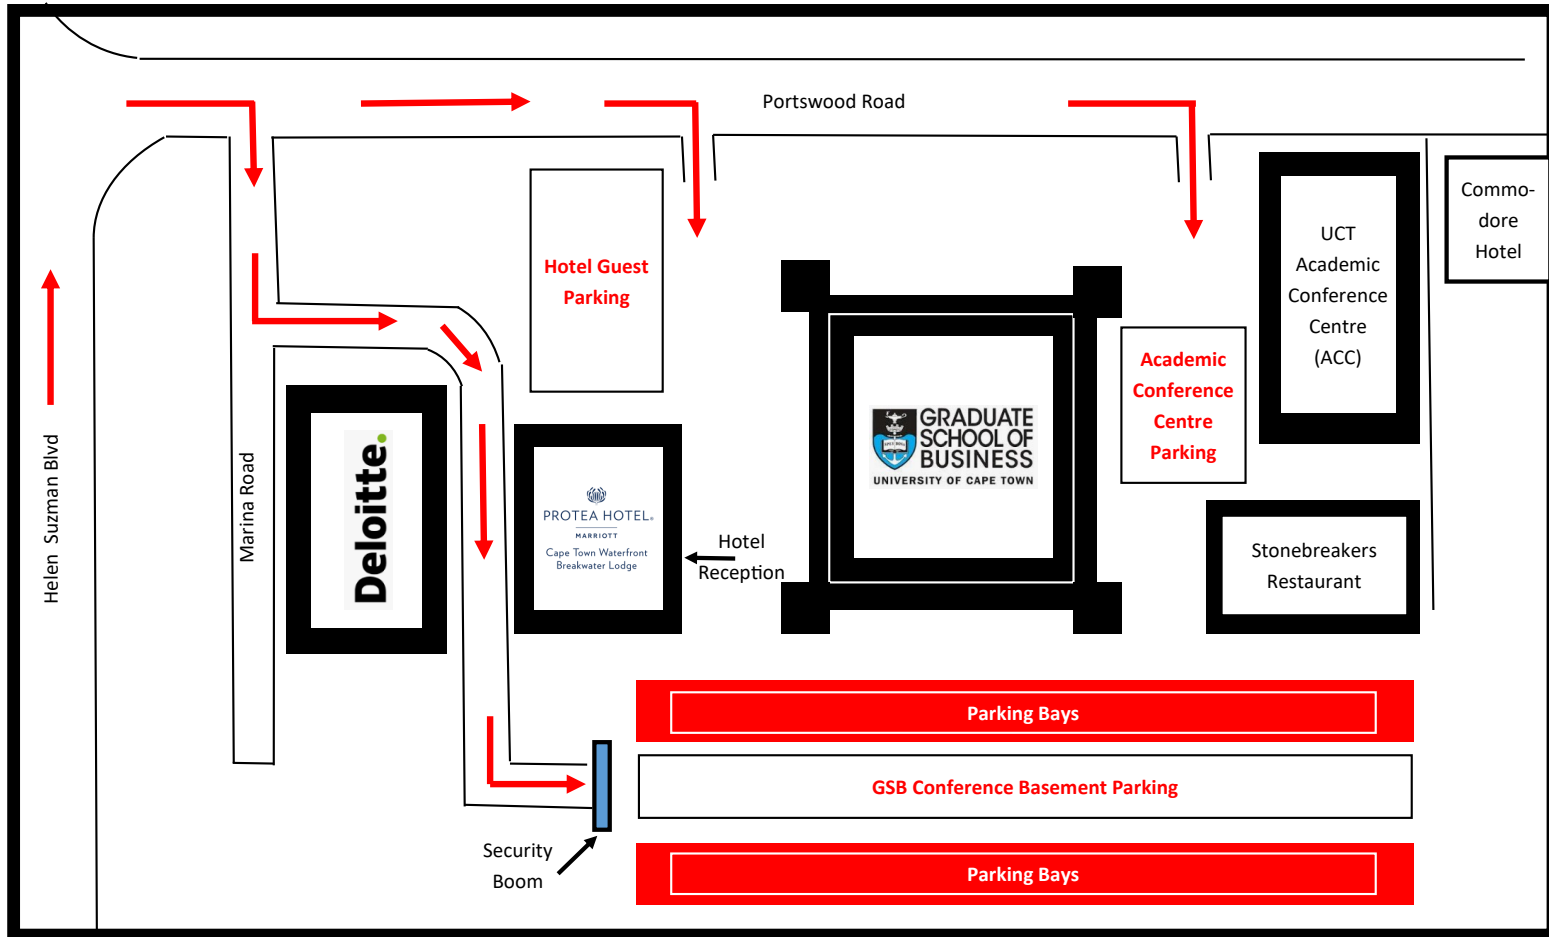 Portswood Road
Commo-
dore
Hotel
UCT
Academic
Conference
Centre
(ACC)
Hotel Guest
Parking
Academic
Conference
Centre
Parking
GRADUATE
SCHOOL OF
BUSINESS
UNIVERSITY OF CAPE TOWN
Helen Suzman Blvd
Marina Road
Deloitte.
PROTEA HOTEL®
MARRIOTT
Cape Town Waterfront
Breakwater Lodge
Hotel
Reception
Stonebreakers
Restaurant
Parking Bays
GSB Conference Basement Parking
Security
Boom
Parking Bays